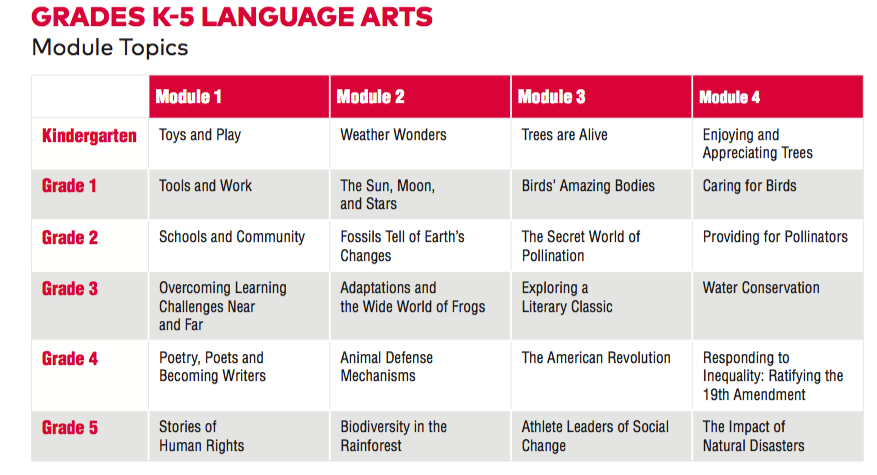 GRADES K-5 LANGUAGE ARTS
Module Topics
Module 1 Module 2 Module 3 Module 4
Kindergarten Toys and Play Weather Wonders Trees are Alive Enjoying and
Appreciating Trees
Grade 1 Tools and Work The Sun, Moon, Birds' Amazing Bodies Caring for Birds
and Stars
Grade 2 Schools and Community Fossils Tell of Earth's The Secret World of Providing for Pollinators
Changes Pollination
Grade 3 Overcoming Learning Adaptations and Exploring a Water Conservation
Challenges Near the Wide World of Frogs Literary Classic
and Far
Grade 4 Poetry, Poets and Animal Defense The American Revolution Responding to
Becoming Writers Mechanisms Inequality: Ratifying the
19th Amendment
Grade 5 Stories of Biodiversity in the Athlete Leaders of Social The Impact of
Human Rights Rainforest Change Natural Disasters